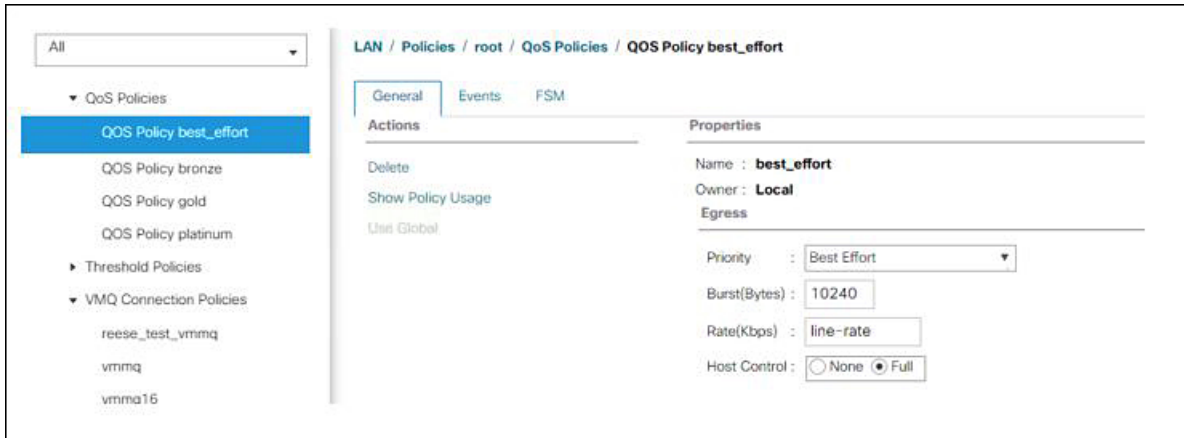 All
QoS Policies
QOS Policy best_effort
QOS Policy bronze
QOS Policy gold
QOS Policy platinum
Threshold Policies
VMQ Connection Policies
reese_test_vmmq
vmmq
vmmq16
LAN / Policies / root / QoS Policies / QOS Policy best_effort
General Events FSM
Actions
Delete
Show Policy Usage
Use Global
Properties
Name : best_effort
Owner : Local
Egress
Priority : Best Effort
Burst(Bytes) : 10240
Rate(Kbps) : line-rate
Host Control : None Full